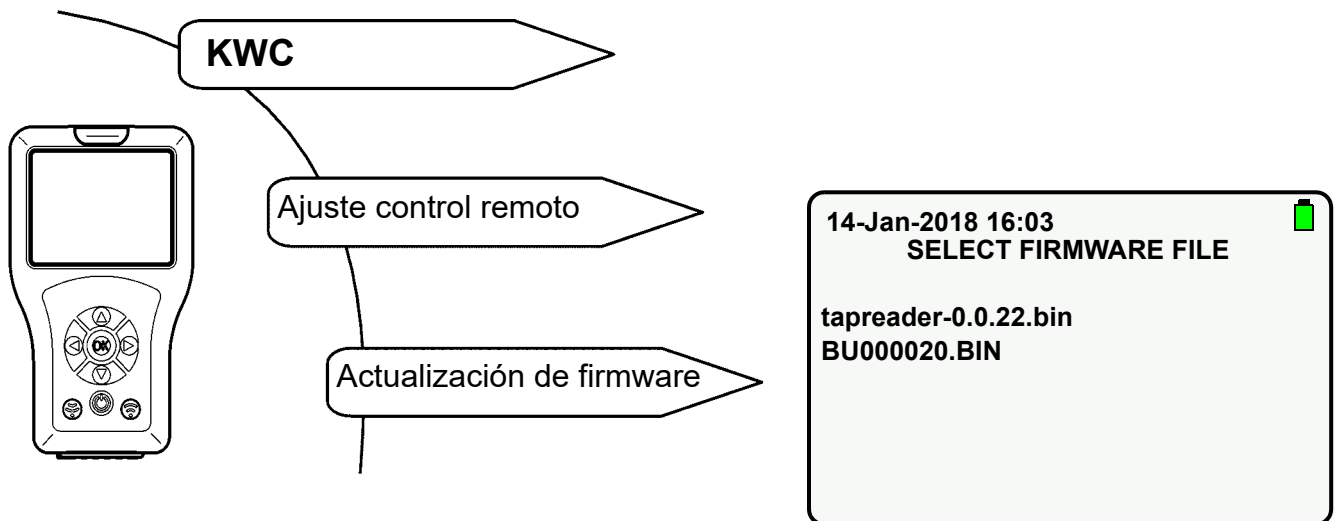 KWC
Ajuste control remoto
Actualización de firmware
OK
14-Jan-2018 16:03
SELECT FIRMWARE FILE
tapreader-0.0.22.bin
BU000020.BIN